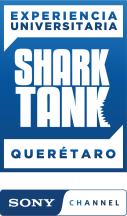 EXPERIENCIA
UNIVERSITARIA
SHARK
TANK
QUERÉTARO
SONY CHANNEL